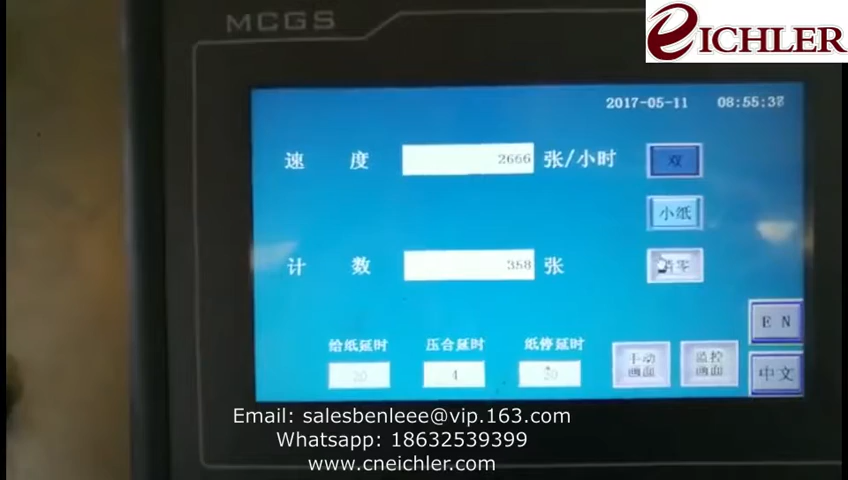 MCGS
eICHLER
2017-05-11 08:55:38
速 度 2666 张/小时 双
小纸
计 数 358 张 清零
EN
给纸延时 压合延时 纸停延时
20 4 20
手动画面 监控画面 中文
Email: salesbenleee@vip.163.com
Whatsapp: 18632539399
www.cneichler.com